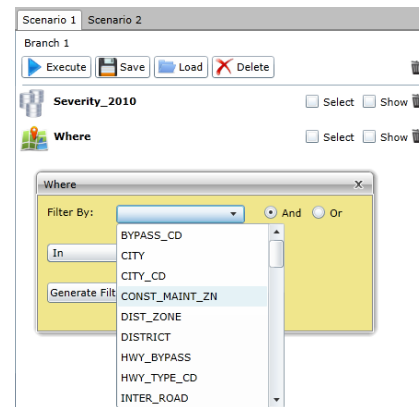 Scenario 1 Scenario 2
Branch 1
Execute Save Load Delete
Severity_2010 Select Show
Where Select Show
Where x
Filter By: And Or
BYPASS_CD
In CITY
CITY_CD
Generate Filt CONST_MAINT_ZN
DIST_ZONE
DISTRICT
HWY_BYPASS
HWY_TYPE_CD
INTER_ROAD